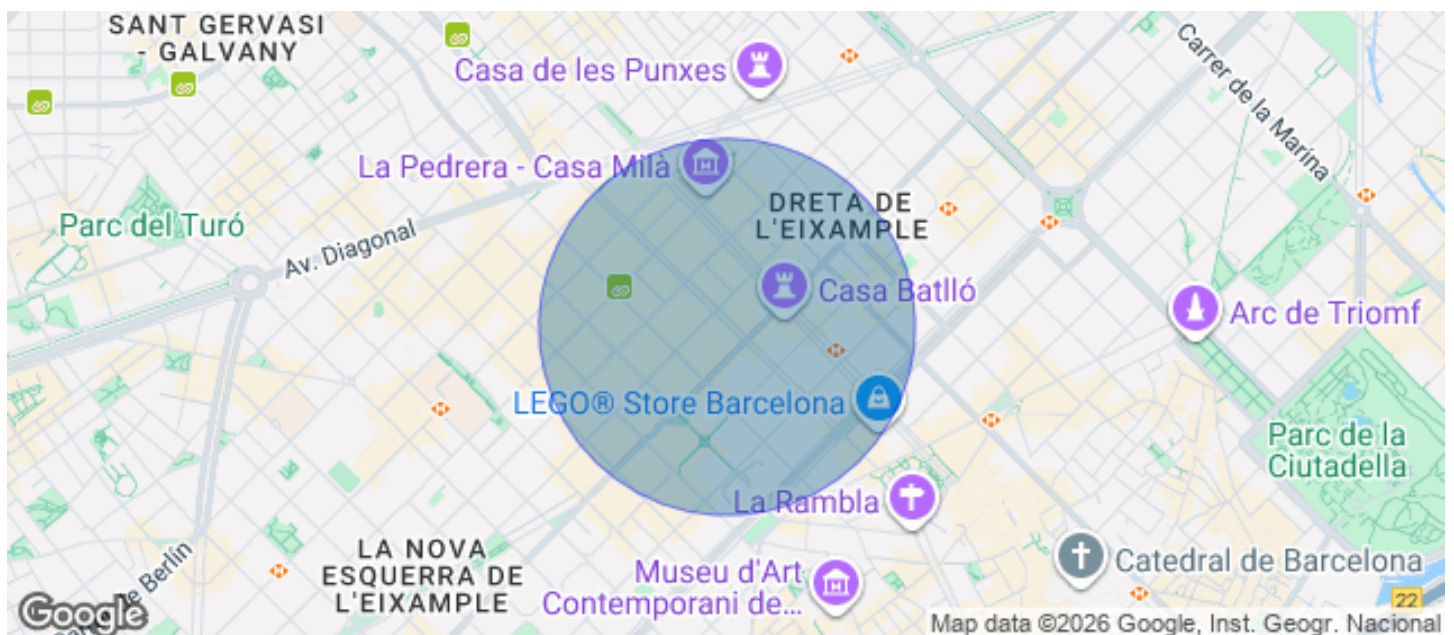 SANT GERVASI
- GALVANY
Casa de les Punxes
Carrer de la Marina
La Pedrera - Casa Milà
DRETA DE
L'EIXAMPLE
Parc del Turó
Av. Diagonal
Casa Batlló
Arc de Triomf
LEGO® Store Barcelona
Parc de la
Ciutadella
La Rambla
LA NOVA
ESQUERRA DE
L'EIXAMPLE
Museu d'Art
Contemporani de...
Catedral de Barcelona
de Berlín
22
Google
Map data ©2026 Google, Inst. Geogr. Nacional